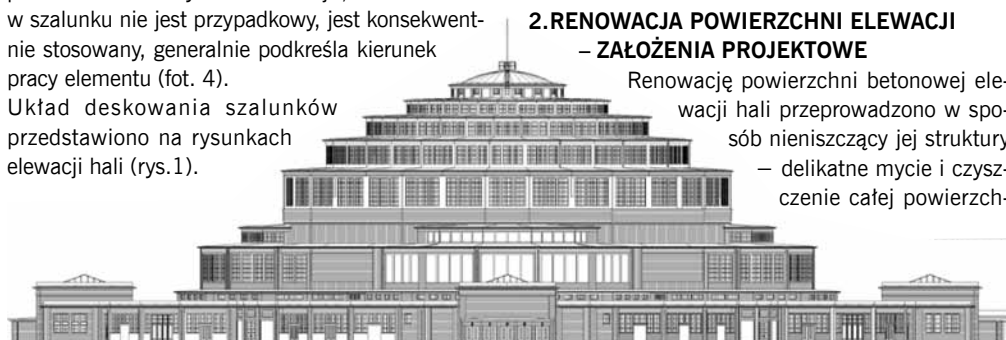 w szalunku nie jest przypadkowy, jest konsekwent-
nie stosowany, generalnie podkreśla kierunek
pracy elementu (fot. 4).
Układ deskowania szalunków
przedstawiono na rysunkach
elewacji hali (rys.1).
2.RENOWACJA POWIERZCHNI ELEWACJI
– ZAŁOŻENIA PROJEKTOWE
Renowację powierzchni betonowej ele-
wacji hali przeprowadzono w spo-
sób nieniszczący jej struktury
– delikatne mycie i czysz-
czenie całej powierzch-